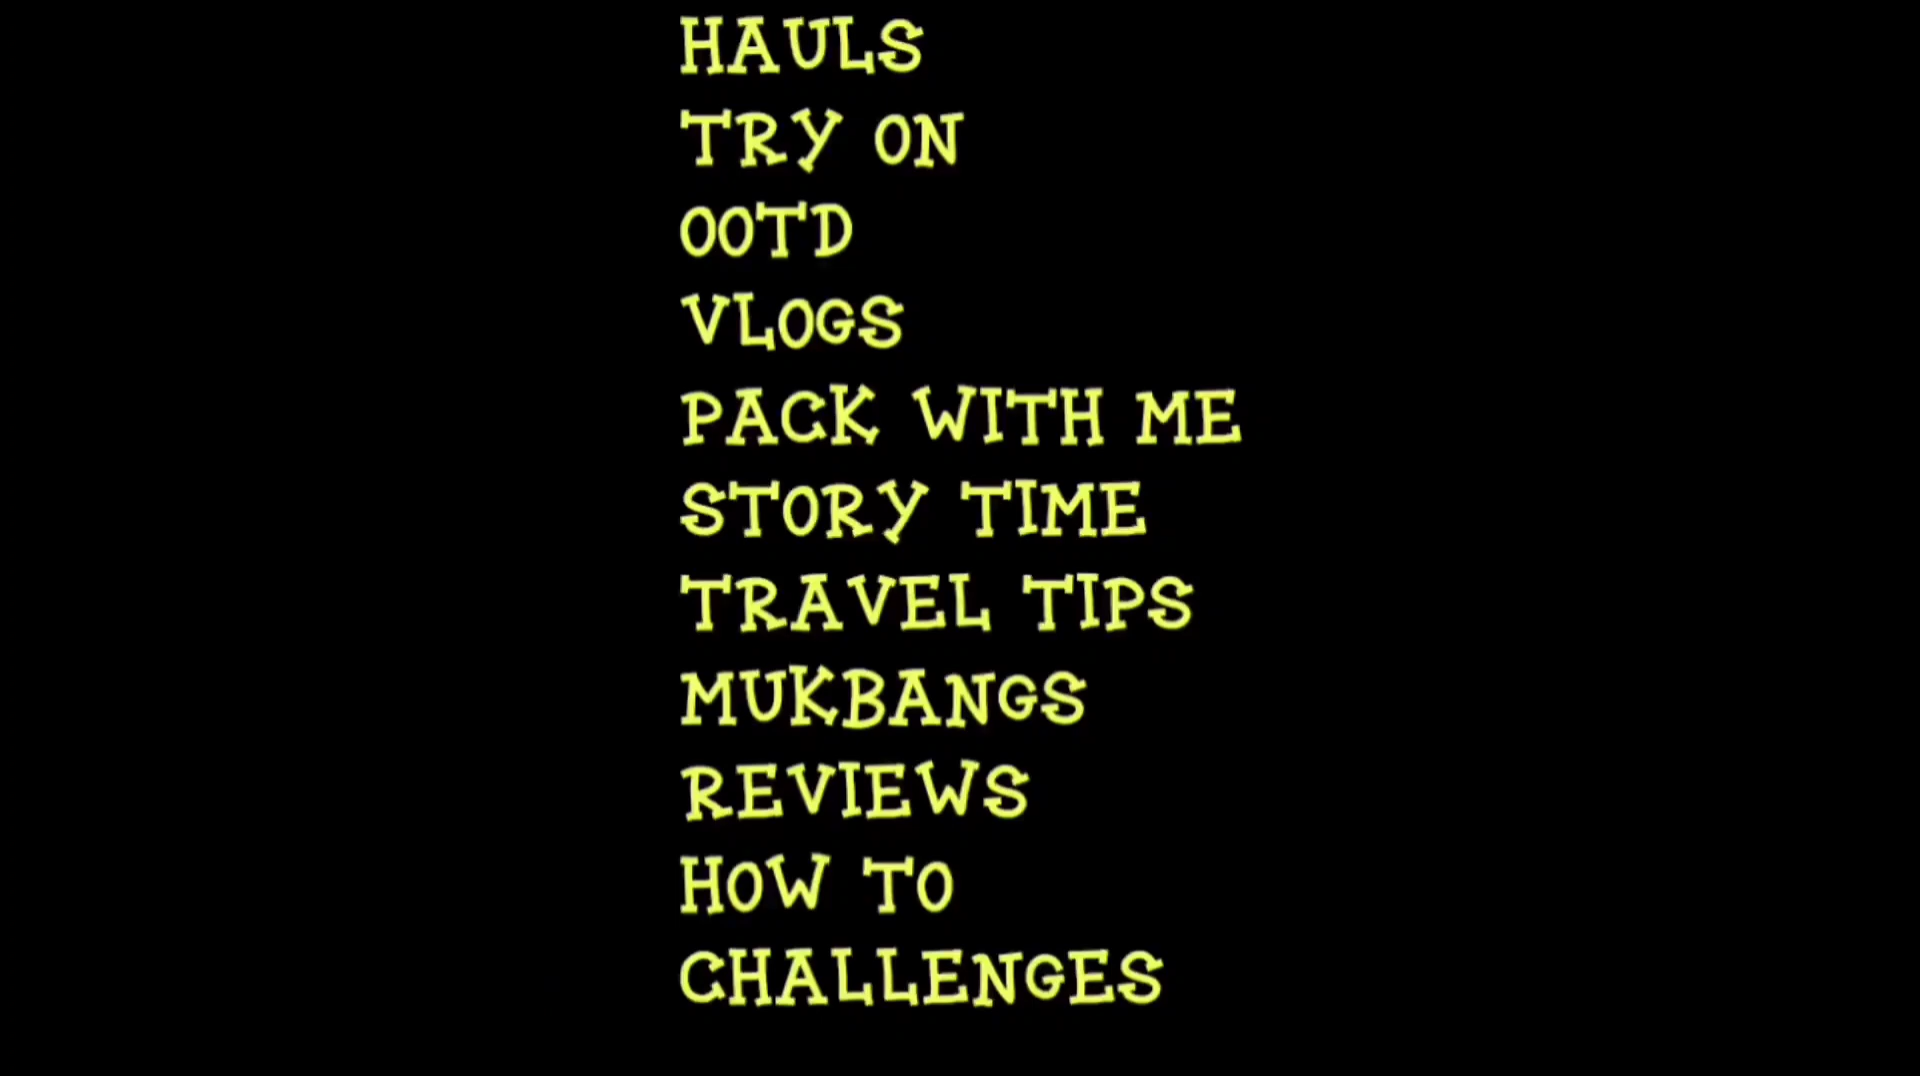 HAULS
TRY ON
OOTD
VLOGS
PACK WITH ME
STORY TIME
TRAVEL TIPS
MUKBANGS
REVIEWS
HOW TO
CHALLENGES